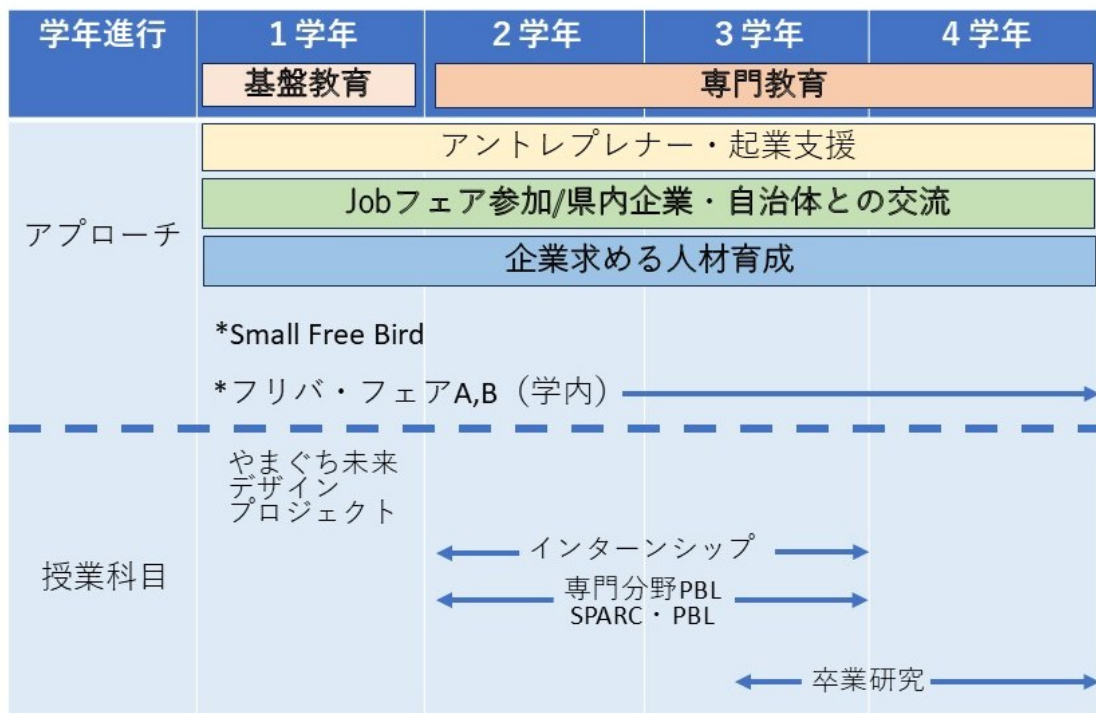 学年進行 1学年 2学年 3学年 4学年
基盤教育 専門教育
アプローチ
アントレプレナー・起業支援
Jobフェア参加/県内企業・自治体との交流
企業求める人材育成
*Small Free Bird
*フリバ・フェアA,B（学内）
授業科目
やまぐち未来
デザイン
プロジェクト
インターンシップ
専門分野PBL
SPARC・PBL
卒業研究